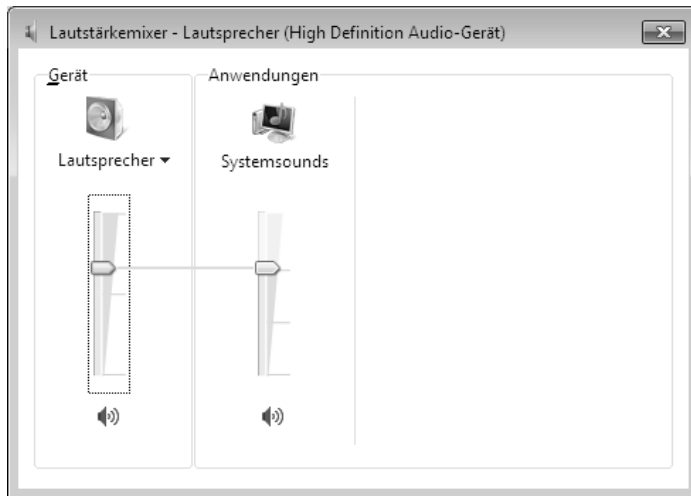 Lautstärkemixer - Lautsprecher (High Definition Audio-Gerät)
Gerät
Anwendungen
Lautsprecher
Systemsounds